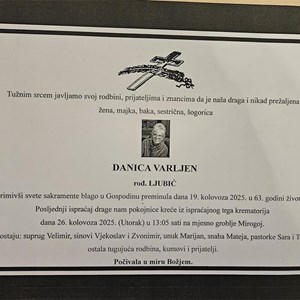 Tužnim srcem javljamo svoj rodbini, prijateljima i znancima da je naša draga i nikad prežaljena
žena, majka, baka, sestrična, šogorica
DANICA VARLJEN
rod. LJUBIĆ
primivši svete sakramente blago u Gospodinu preminula dana 19. kolovoza 2025. u 63. godini život
Posljednji ispraćaj drage nam pokojnice kreće iz ispraćajnog trga krematorija
dana 26. kolovoza 2025. (Utorak) u 13:05 sati na mjesno groblje Mirogoj.
ostaju: suprug Velimir, sinovi Vjekoslav i Zvonimir, unuk Marijan, snaha Mateja, pastorke Sara i T
ostala tugujuća rodbina, kumovi i prijatelji.
Počivala u miru Božjem.